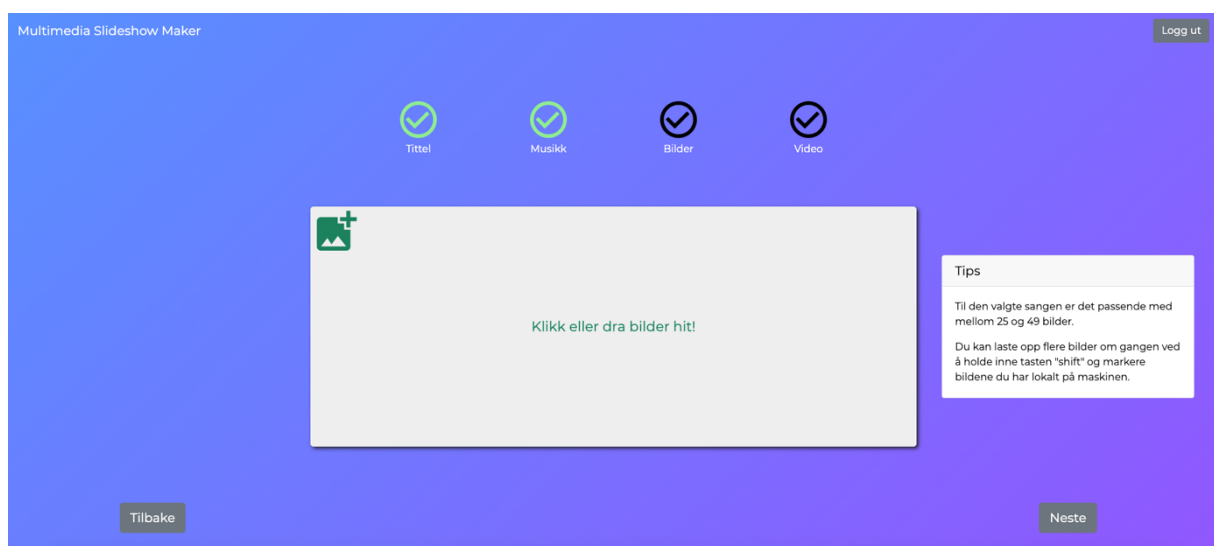 Multimedia Slideshow Maker
Logg ut
Tittel
Musikk
Bilder
Video
Klikk eller dra bilder hit!
Tips
Til den valgte sangen er det passende med
mellom 25 og 49 bilder.
Du kan laste opp flere bilder om gangen ved
å holde inne tasten "shift" og markere
bildene du har lokalt på maskinen.
Tilbake
Neste